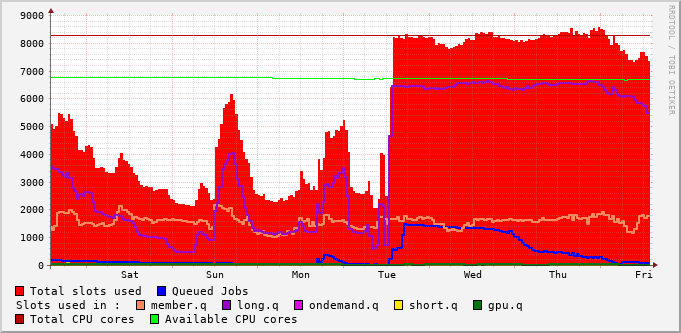 9000
8000
7000
6000
5000
4000
3000
2000
1000
0
Sat Sun Mon Tue Wed Thu Fri
RRDTOOL / TOBI OETIKER
Total slots used Queued Jobs
Slots used in : member.q long.q ondemand.q short.q gpu.q
Total CPU cores Available CPU cores